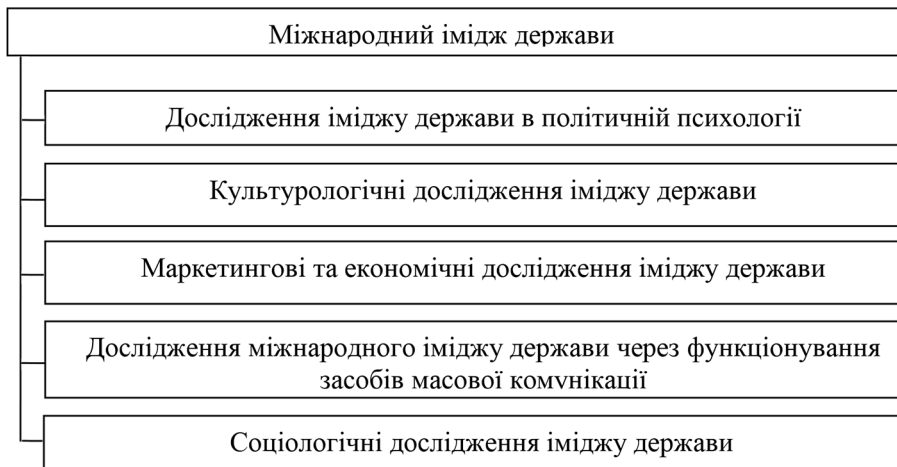 Міжнародний імідж держави
Дослідження іміджу держави в політичній психології
Культурологічні дослідження іміджу держави
Маркетингові та економічні дослідження іміджу держави
Дослідження міжнародного іміджу держави через функціонування
засобів масової комунікації
Соціологічні дослідження іміджу держави